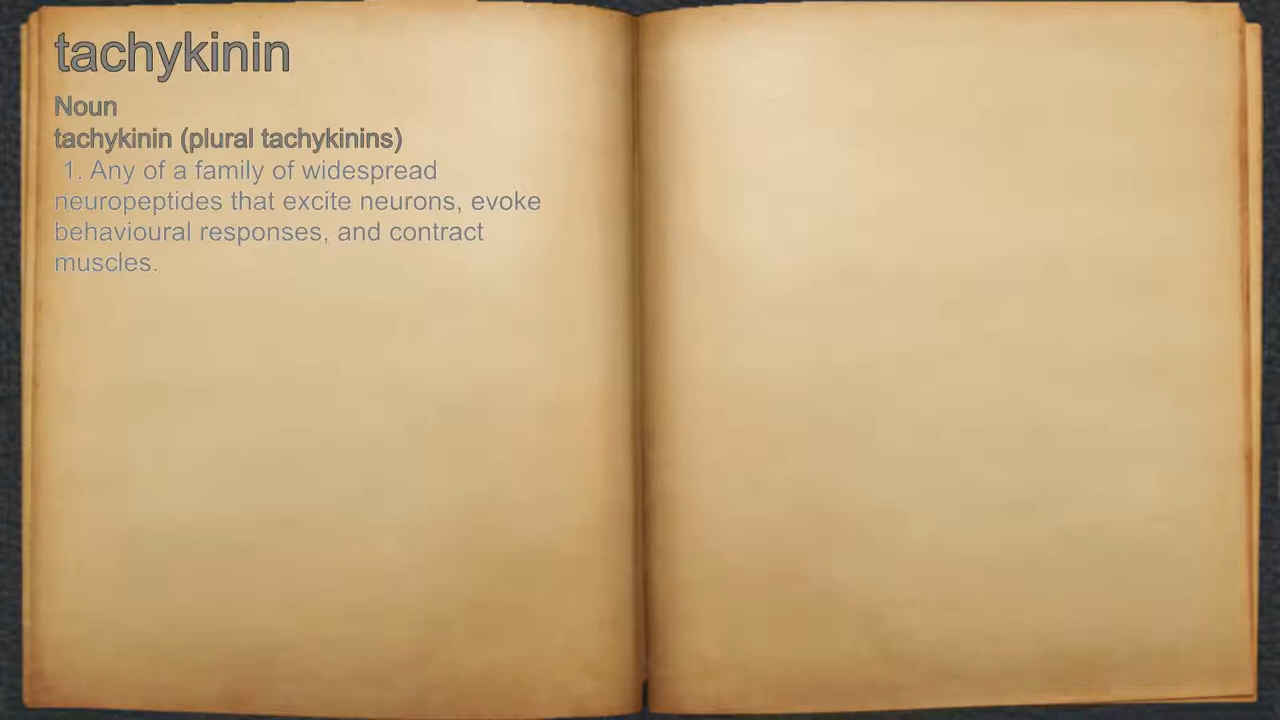 tachykinin
Noun
tachykinin (plural tachykinins)
1. Any of a family of widespread
neuropeptides that excite neurons, evoke
behavioural responses, and contract
muscles.